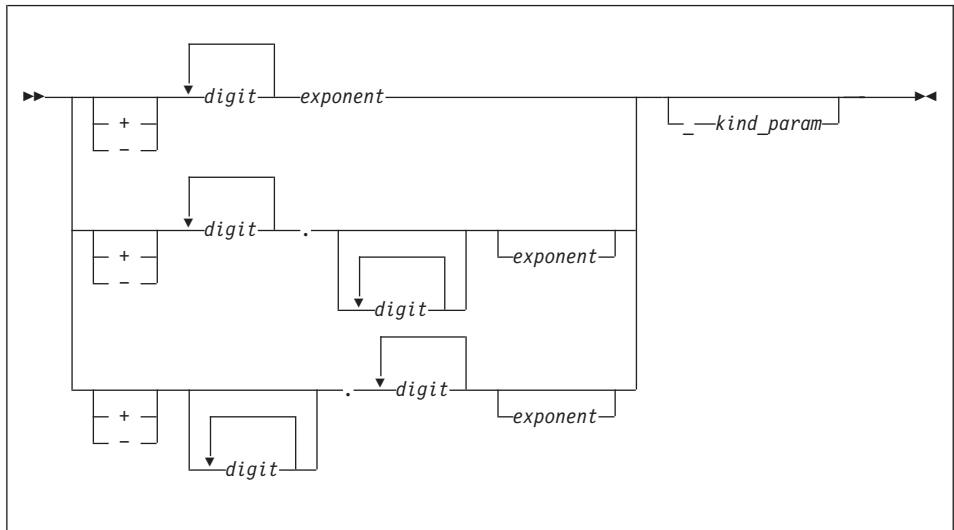 digit exponent
+
−
_ kind_param
digit .
+
−
exponent
digit
. digit
+
−
exponent
digit